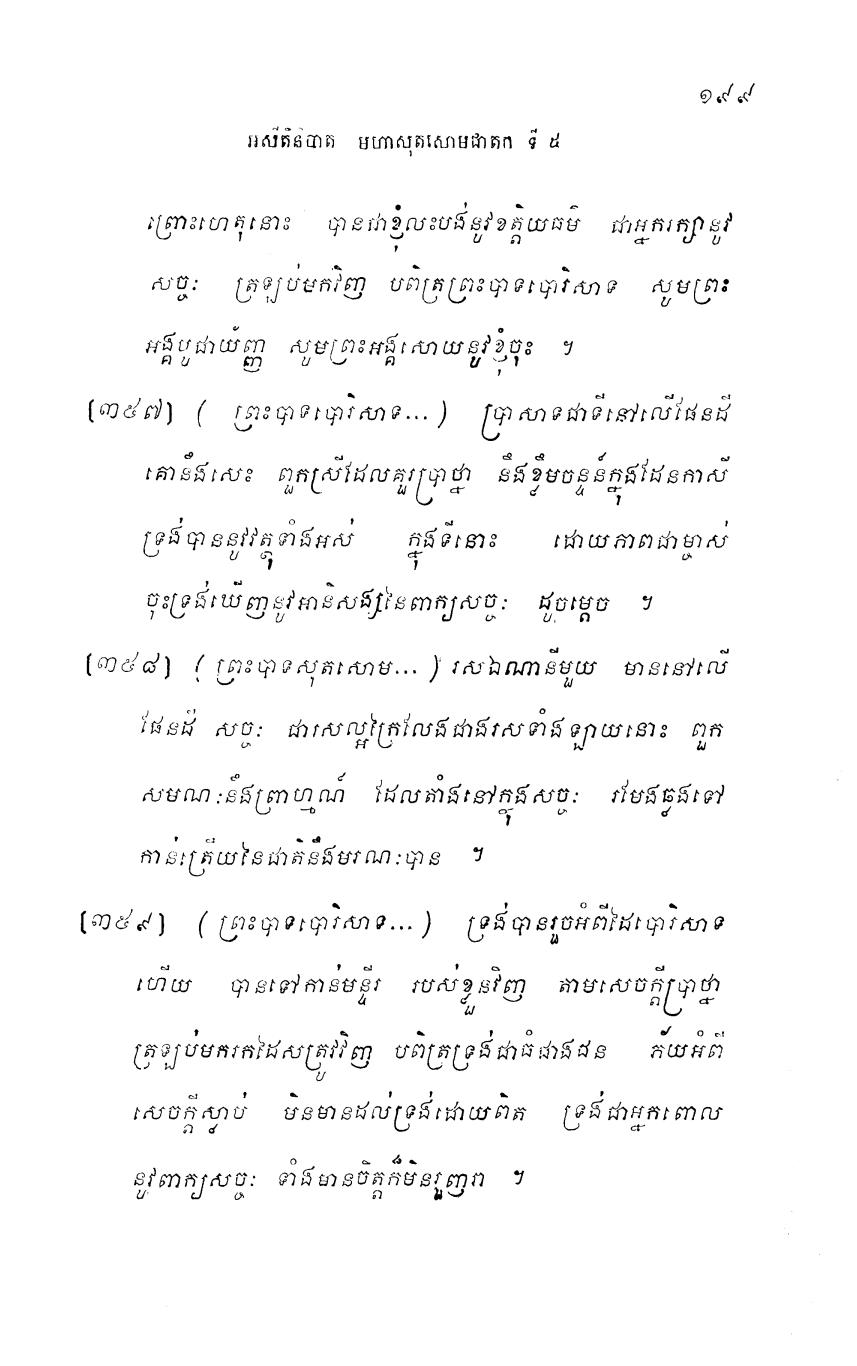 ១៩៩
អសីតិនិបាត មហាសុតសោមជាតក ទី ៥
ព្រោះហេតុនោះ បានជាខ្ញុំលះបង់នូវខត្តិយធម៌ ជាអ្នករក្សានូវ
សច្ចៈ ត្រឡប់មកវិញ បពិត្រព្រះបាទបោរិសាទ សូមព្រះ
អង្គបូជាយ័ញ្ញ សូមព្រះអង្គសោយនូវខ្ញុំចុះ ។
[៣៩៧] ( ព្រះបាទបោរិសាទ... ) ប្រាសាទជាទីនៅលើផែនដី
គោនឹងសេះ ពួកស្រីដែលគួរប្រាថ្នា នឹងខ្លឹមចន្ទន៍ក្នុងដែនកាសី
ទ្រង់បាននូវវត្ថុទាំងអស់ ក្នុងទីនោះ ដោយភាពជាម្ចាស់
ចុះទ្រង់ឃើញនូវអានិសង្សនៃពាក្យសច្ចៈ ដូចម្តេច ។
[៣៩៨] ( ព្រះបាទសុតសោម... ) រសឯណានីមួយ មាននៅលើ
ផែនដី សច្ចៈ ជារសល្អក្រៃលែងជាងរសទាំងឡាយនោះ ពួក
សមណៈនឹងព្រាហ្មណ៍ ដែលតាំងនៅក្នុងសច្ចៈ រមែងឆ្លងទៅ
កាន់ត្រើយនៃជាតិនឹងមរណៈបាន ។
[៣៩៩] ( ព្រះបាទបោរិសាទ... ) ទ្រង់បានរួចអំពីដៃបោរិសាទ
ហើយ បានទៅកាន់មន្ទីរ របស់ខ្លួនវិញ តាមសេចក្តីប្រាថ្នា
ត្រឡប់មករកដៃសត្រូវវិញ បពិត្រទ្រង់ជាធំជាងជន ភ័យអំពី
សេចក្តីស្លាប់ មិនមានដល់ទ្រង់ដោយពិត ទ្រង់ជាអ្នកពោល
នូវពាក្យសច្ចៈ ទាំងមានចិត្តក៏មិនរួញរា ។